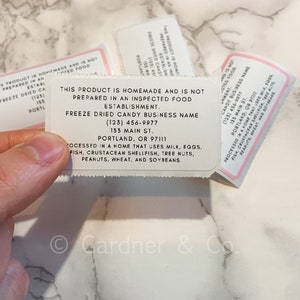 THIS PRODUCT IS HOMEMADE AND IS NOT
PREPARED IN AN INSPECTED FOOD
ESTABLISHMENT.
FREEZE DRIED CANDY BUSINESS NAME
(123) 456-9977
133 MAIN ST.
PORTLAND, OR 97111
PROCESSED IN A HOME THAT USES MILK, EGGS,
FISH, CRUSTACEAN SHELLFISH, TREE NUTS,
PEANUTS, WHEAT, AND SOYBEANS.
© Gardner & Co.